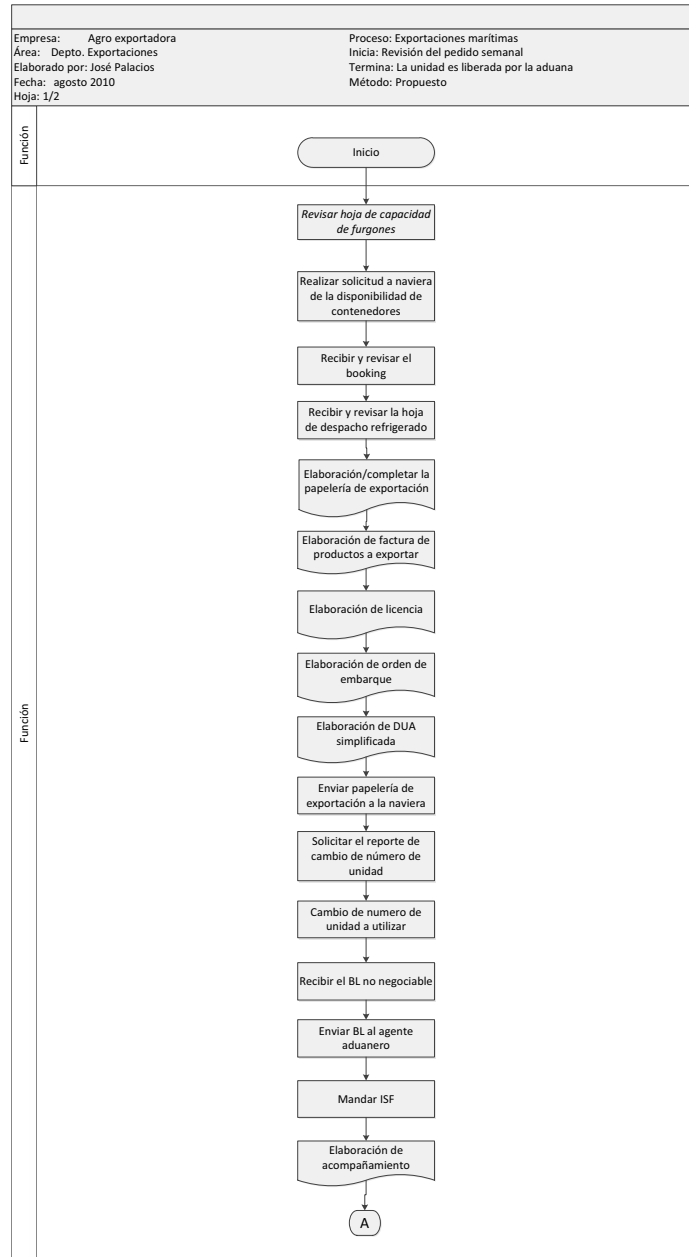 Empresa: Agro exportadora
Área: Depto. Exportaciones
Elaborado por: José Palacios
Fecha: agosto 2010
Hoja: 1/2
Proceso: Exportaciones marítimas
Inicia: Revisión del pedido semanal
Termina: La unidad es liberada por la aduana
Método: Propuesto
Función
Inicio
Función
Revisar hoja de capacidad
de furgones
Realizar solicitud a naviera
de la disponibilidad de
contenedores
Recibir y revisar el
booking
Recibir y revisar la hoja
de despacho refrigerado
Elaboración/completar la
papelería de exportación
Elaboración de factura de
productos a exportar
Elaboración de licencia
Elaboración de orden de
embarque
Elaboración de DUA
simplificada
Enviar papelería de
exportación a la naviera
Solicitar el reporte de
cambio de número de
unidad
Cambio de numero de
unidad a utilizar
Recibir el BL no negociable
Enviar BL al agente
aduanero
Mandar ISF
Elaboración de
acompañamiento
A